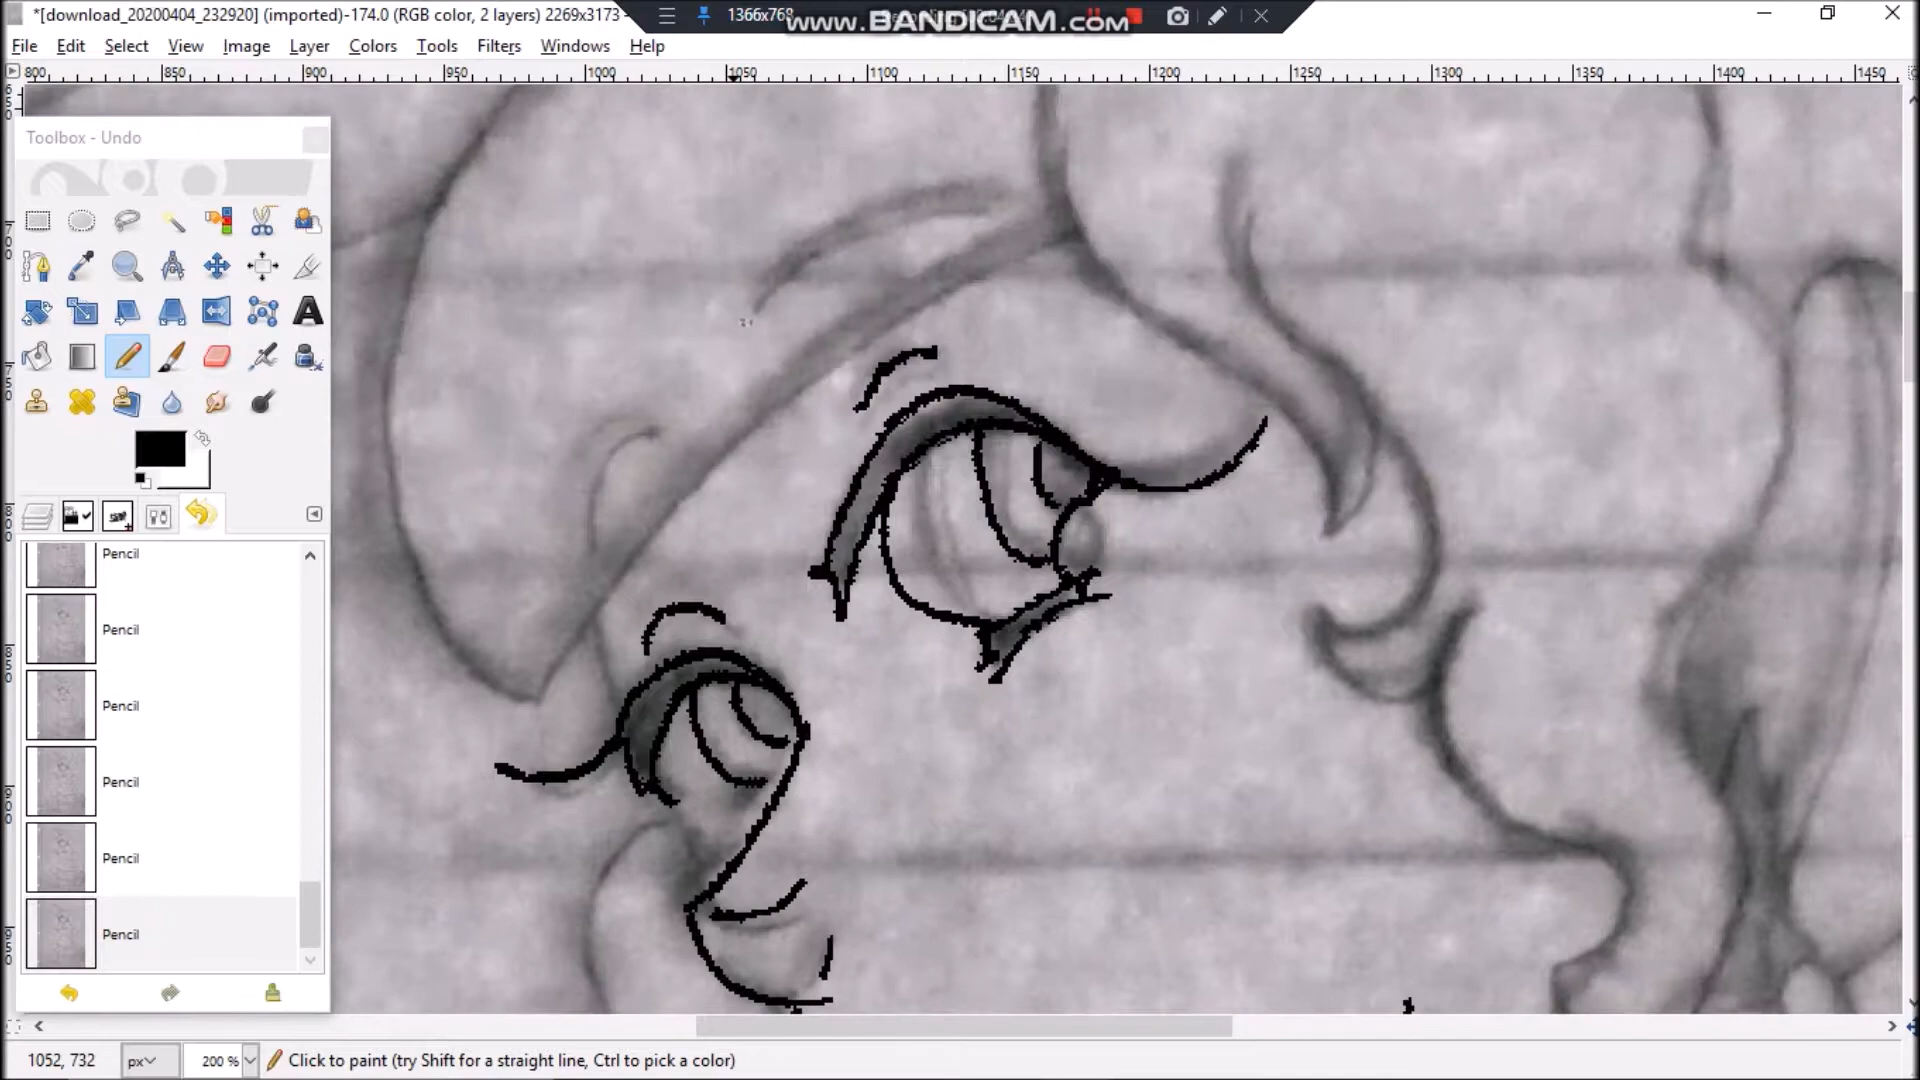 *[download_20200404_232920] (imported)-174.0 (RGB color, 2 layers) 2269x3173 –
1366x768
www.BANDICAM.com
File Edit Select View Image Layer Colors Tools Filters Windows Help
800 850 900 950 1000 1050 1100 1150 1200 1250 1300 1350 1400 1450
Toolbox - Undo
Pencil
Pencil
Pencil
Pencil
Pencil
Pencil
1052, 732 px 200 % Click to paint (try Shift for a straight line, Ctrl to pick a color)